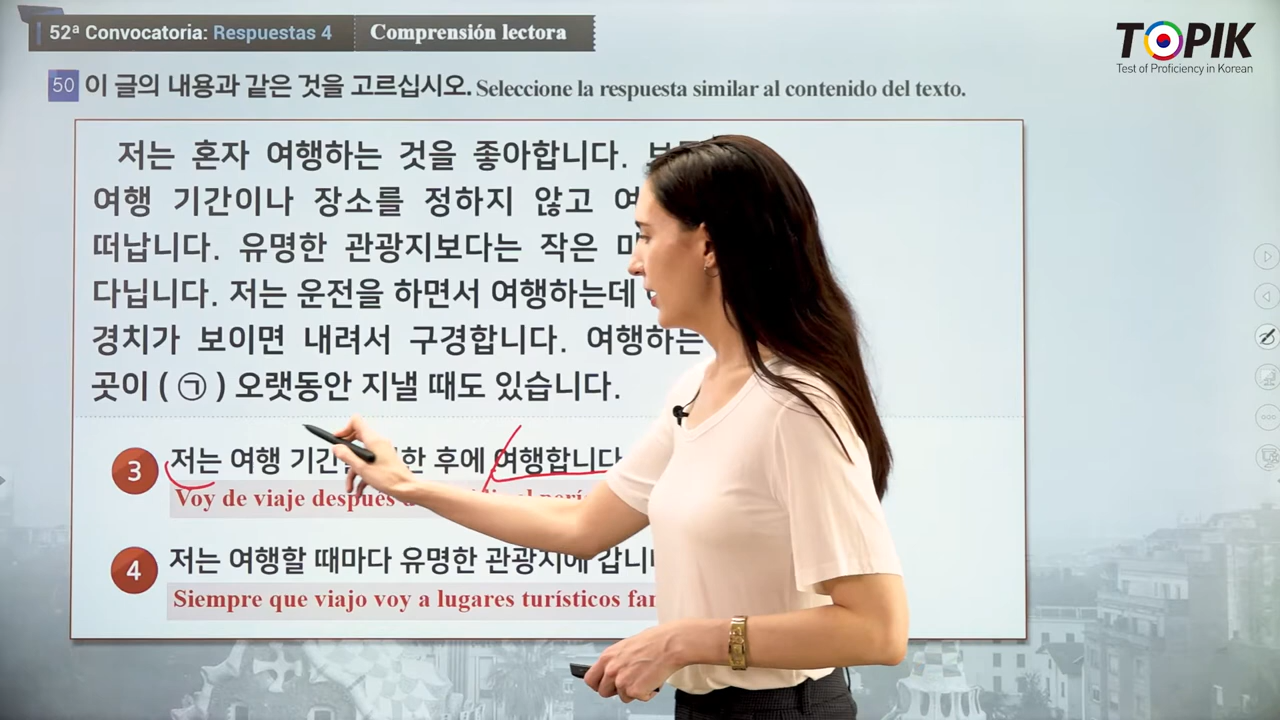 52ª Convocatoria: Respuestas 4
Comprensión lectora
TOPIK
Test of Proficiency in Korean
50 이 글의 내용과 같은 것을 고르십시오. Seleccione la respuesta similar al contenido del texto.
저는 혼자 여행하는 것을 좋아합니다.
여행 기간이나 장소를 정하지 않고
떠납니다. 유명한 관광지보다는 작은
다닙니다. 저는 운전을 하면서 여행하는데
경치가 보이면 내려서 구경합니다. 여행하는
곳이 ( ㉠ ) 오랫동안 지낼 때도 있습니다.
3 저는 여행 후에 여행합니다
Voy de viaje después
4 저는 여행할 때마다 유명한 관광지에
Siempre que viajo voy a lugares turísticos